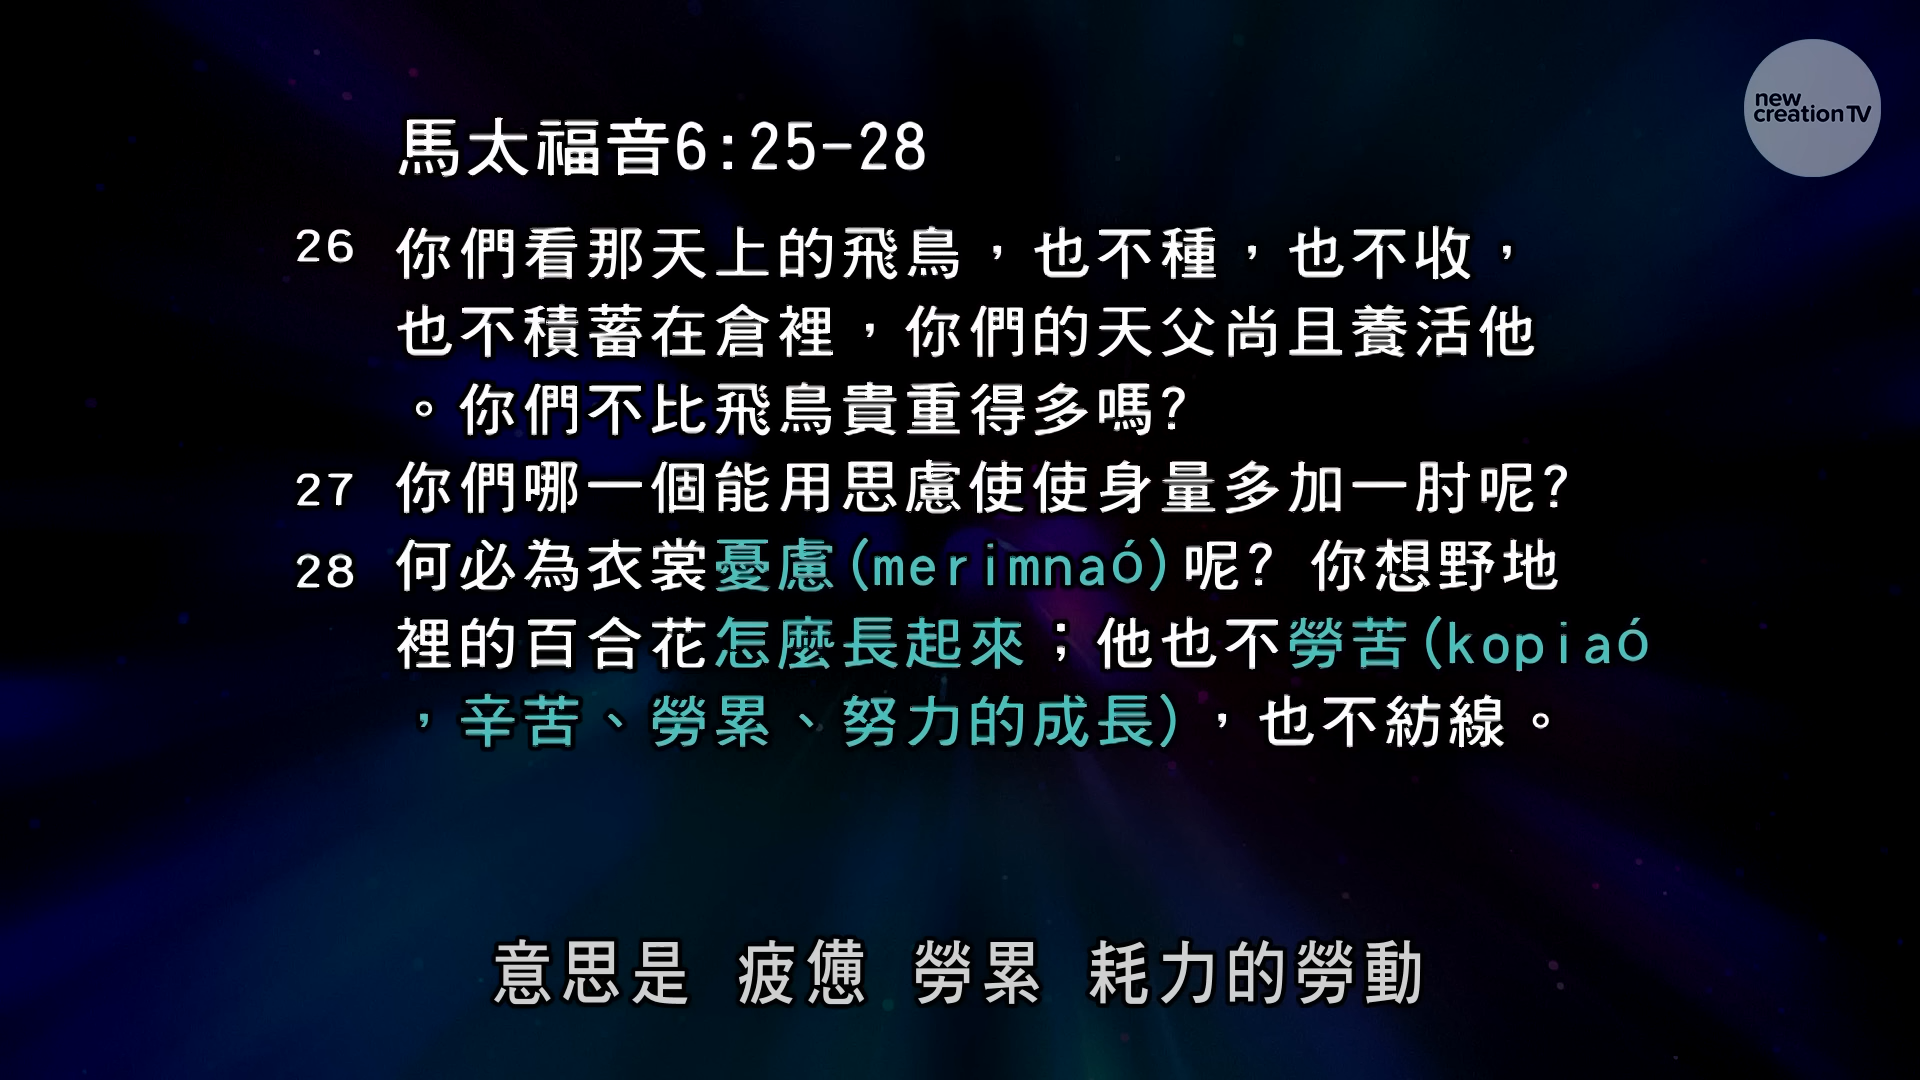 new
creationTV
馬太福音6:25-28
26 你們看那天上的飛鳥，也不種，也不收，
也不積蓄在倉裡，你們的天父尚且養活他
。你們不比飛鳥貴重得多嗎?
27 你們哪一個能用思慮使使身量多加一肘呢?
28 何必為衣裳憂慮(merimnaó)呢? 你想野地
裡的百合花怎麼長起來；他也不勞苦(kopiaó
，辛苦、勞累、努力的成長)，也不紡線。
意思是 疲憊 勞累 耗力的勞動